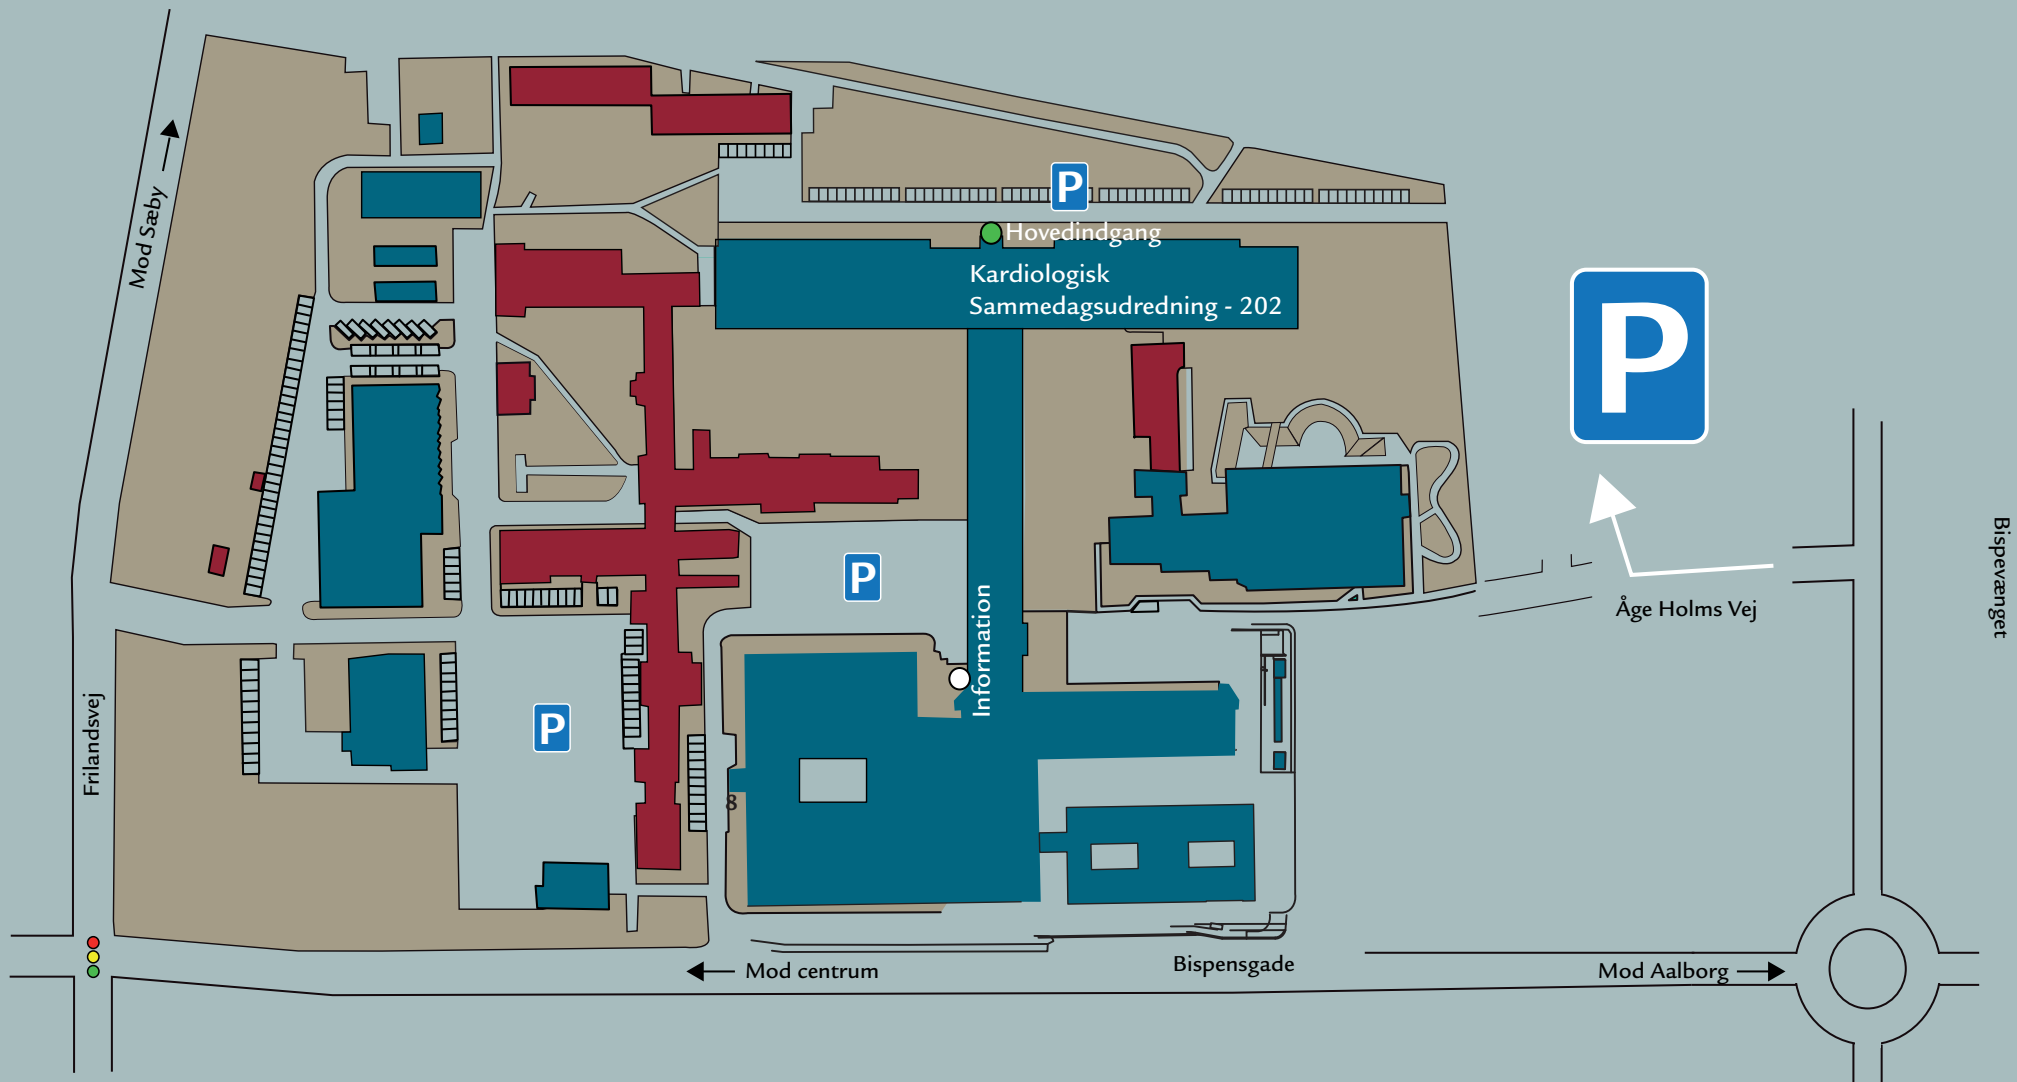 P
Hovedindgang
Kardiologisk
Sammedagsudredning - 202
Mod Sæby
P
Bispevænget
P
Åge Holms Vej
Information
Frilandsvej
P
8
Mod centrum
Bispensgade
Mod Aalborg